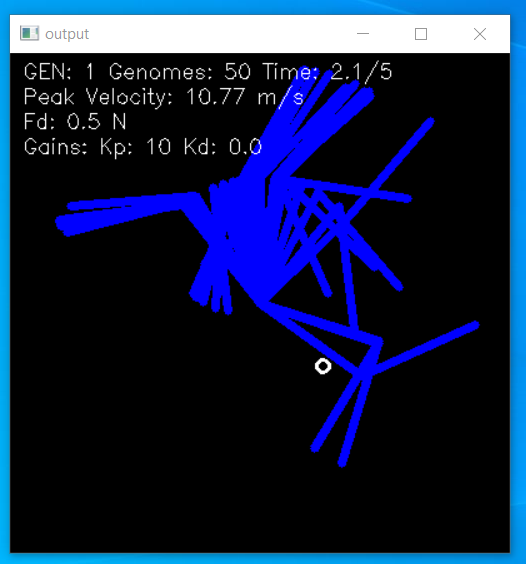 output
GEN: 1 Genomes: 50 Time: 2.1/5
Peak Velocity: 10.77 m/s
Fd: 0.5 N
Gains: Kp: 10 Kd: 0.0